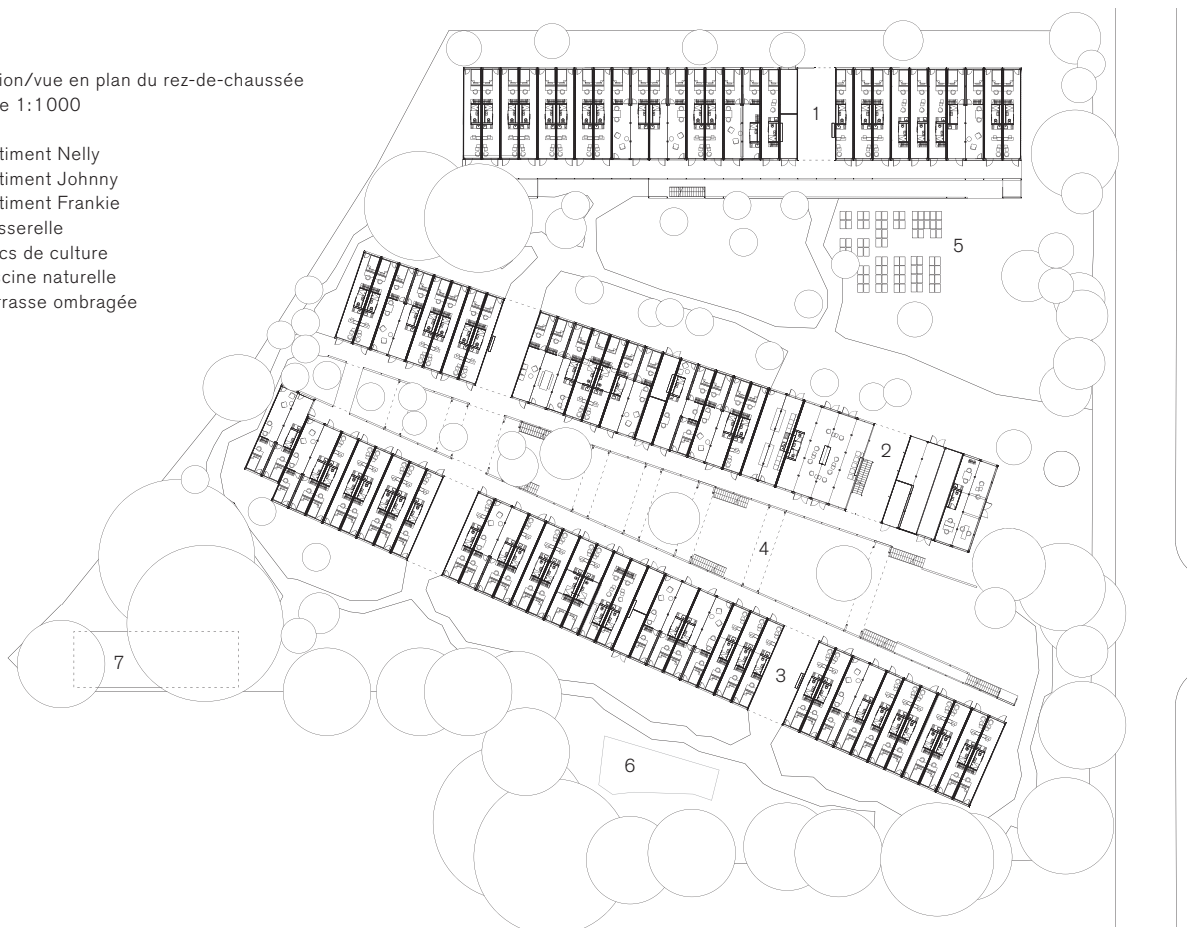 ion/vue en plan du rez-de-chaussée
e 1:1000
timent Nelly
timent Johnny
timent Frankie
sserelle
cs de culture
cine naturelle
rrasse ombragée
1
5
2
4
3
7
6